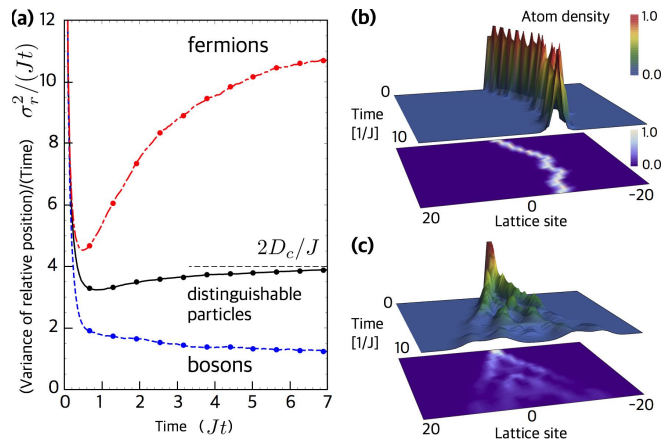 (a)
(Variance of relative position)/(Time) σ_r^2/(Jt)
12
10
8
6
4
2
0
fermions
2D_c/J
distinguishable
particles
bosons
0 1 2 3 4 5 6 7
Time (Jt)
(b)
Atom density
1.0
0.0
0
Time
[1/J]
10
1.0
0.0
20
0
-20
Lattice site
(c)
0
Time
[1/J]
10
20
0
-20
Lattice site